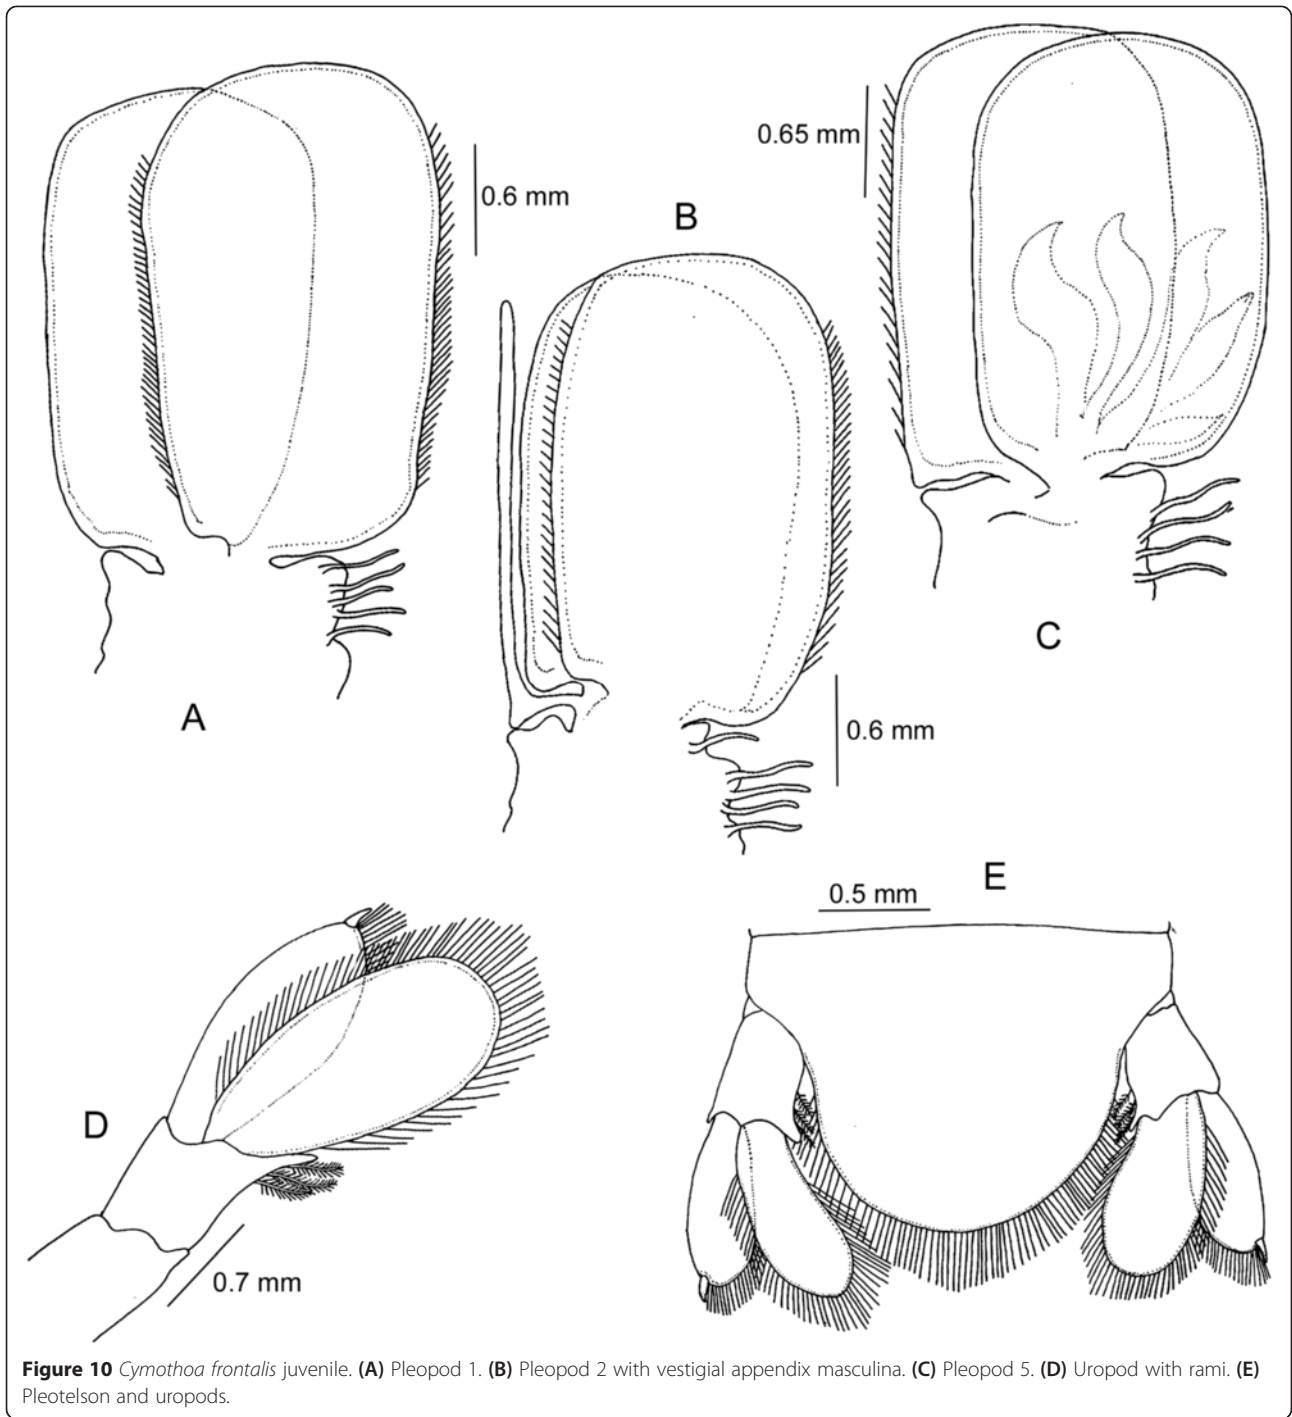 0.65 mm
0.6 mm
B
C
A
0.6 mm
E
0.5 mm
D
0.7 mm
Figure 10 Cymothoa frontalis juvenile. (A) Pleopod 1. (B) Pleopod 2 with vestigial appendix masculina. (C) Pleopod 5. (D) Uropod with rami. (E)
Pleotelson and uropods.